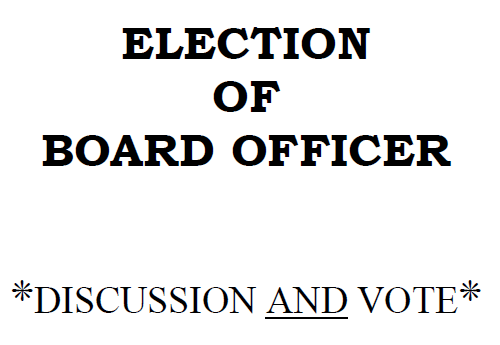 ELECTION
OF
BOARD OFFICER
*DISCUSSION AND VOTE*